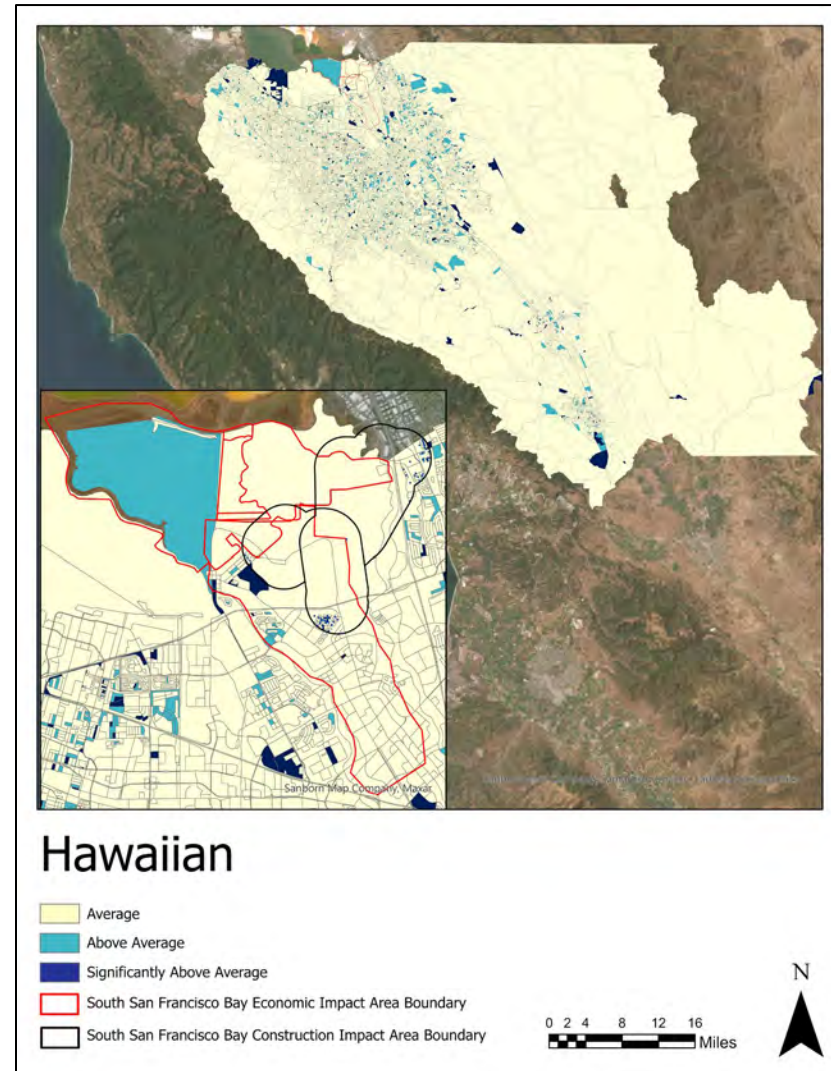 Sanborn Map Company, Maxar
Hawaiian
Average
Above Average
Significantly Above Average
South San Francisco Bay Economic Impact Area Boundary
South San Francisco Bay Construction Impact Area Boundary
N
0 2 4 8 12 16
Miles